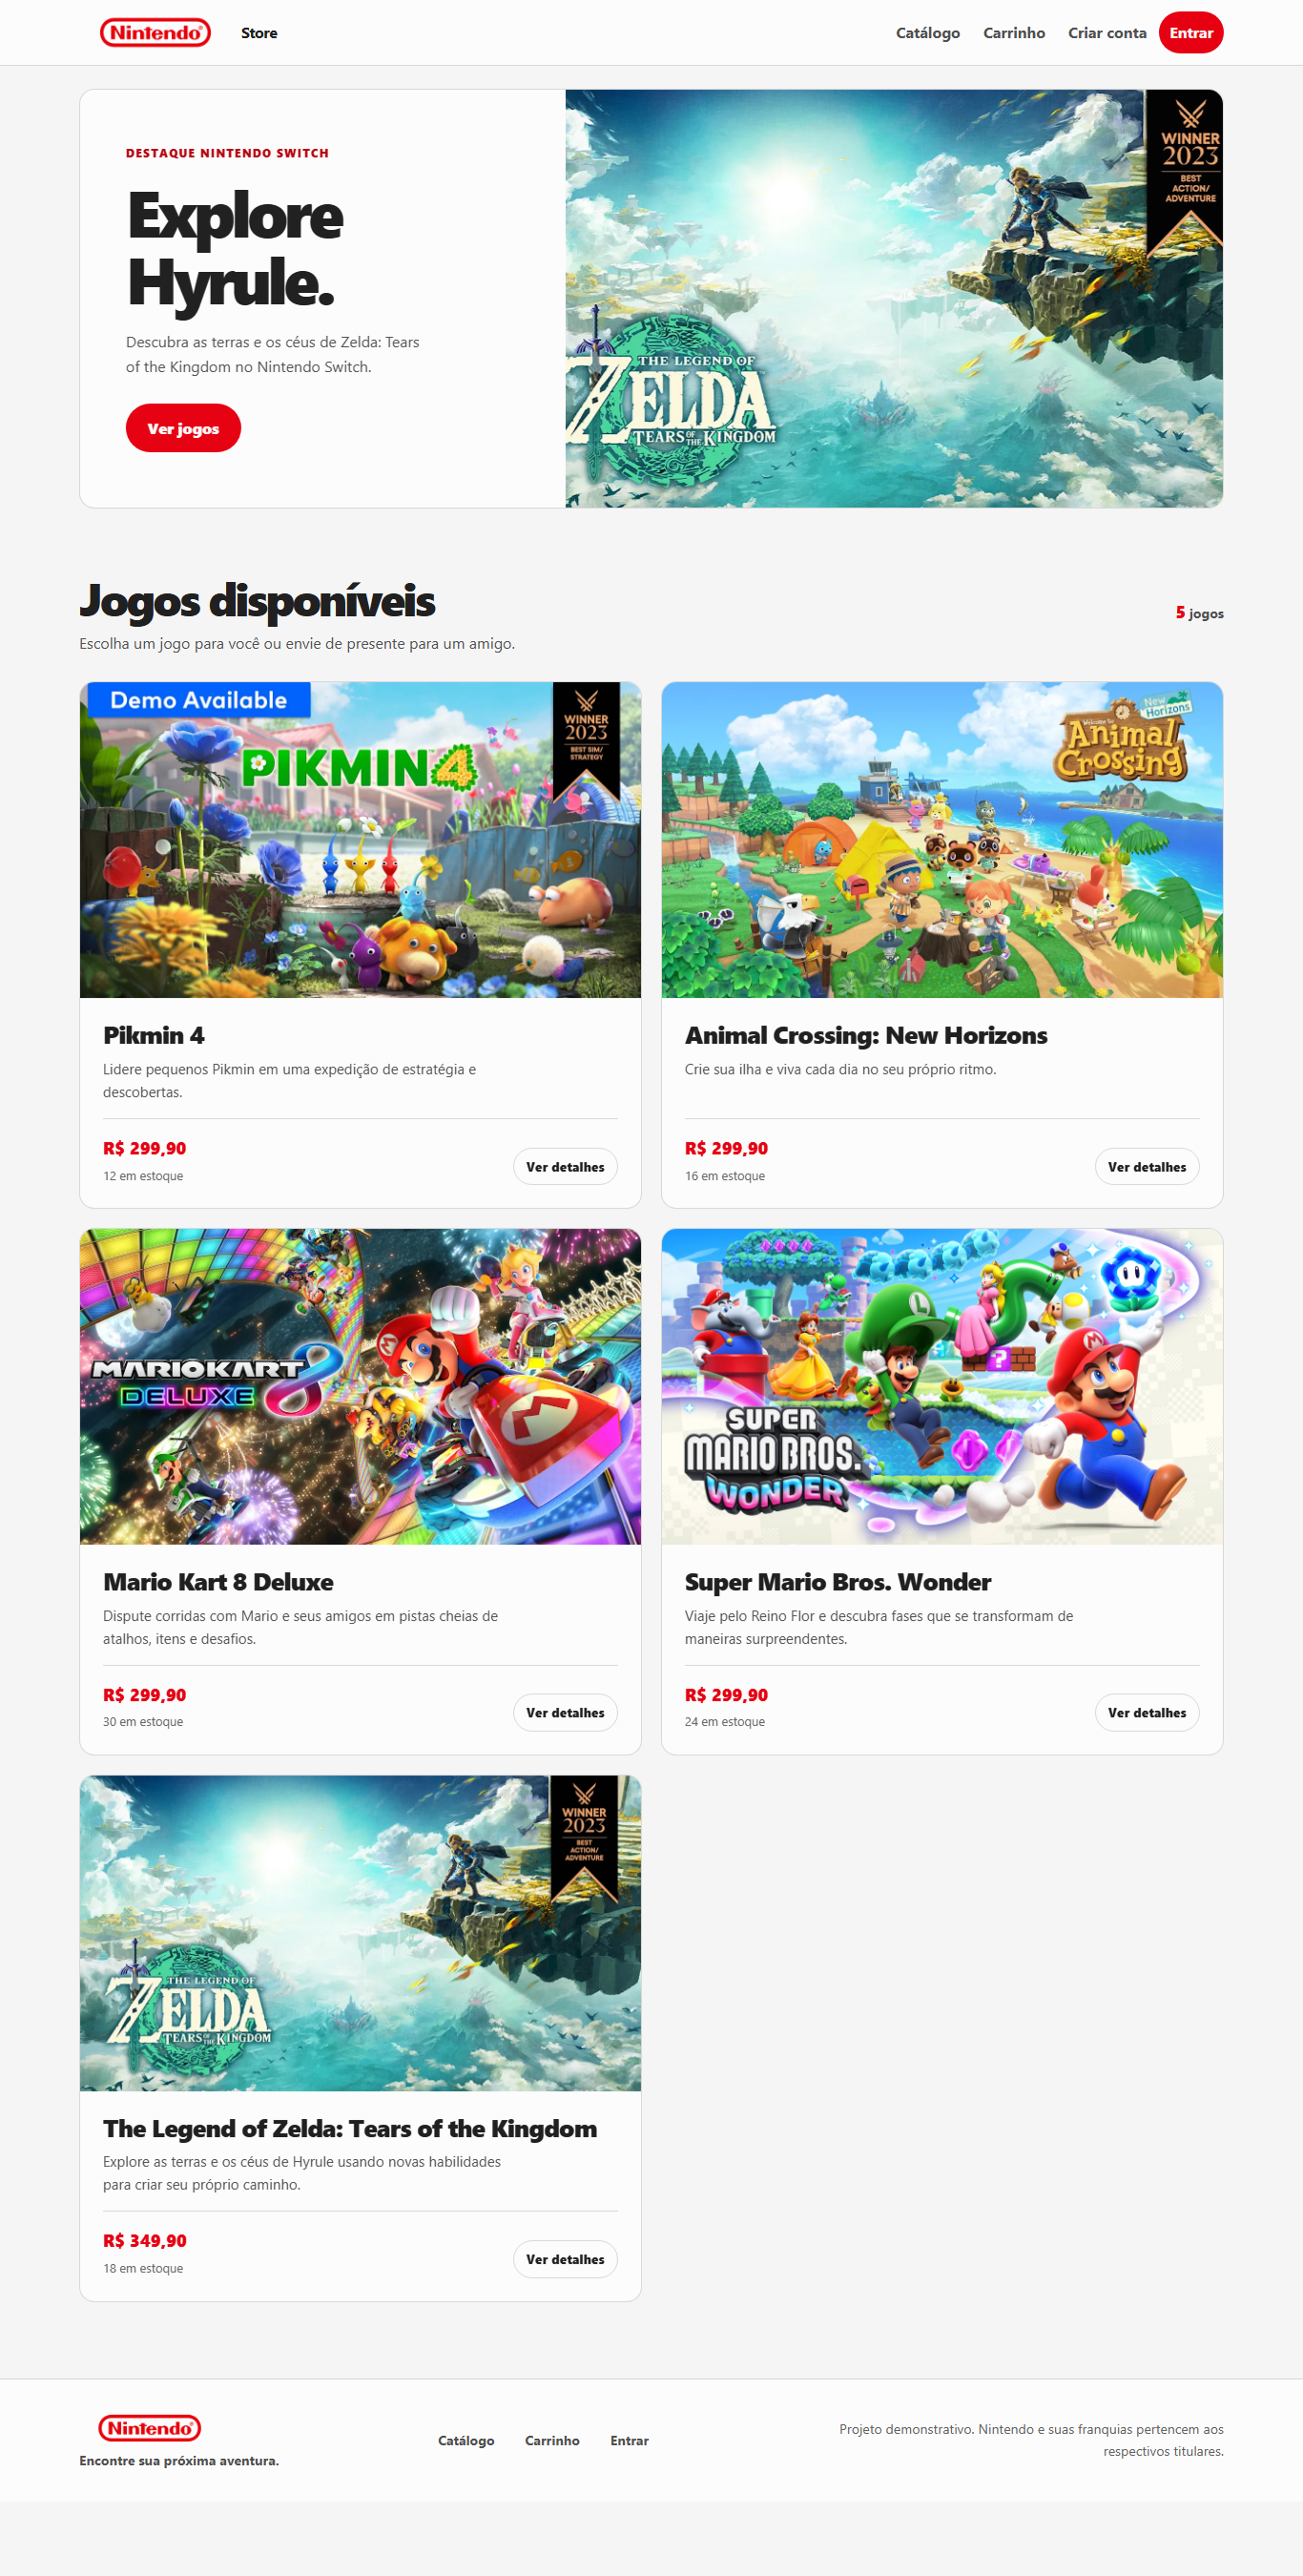 Nintendo
Store
Catálogo
Carrinho
Criar conta
Entrar
DESTAQUE NINTENDO SWITCH
Explore
Hyrule.
Descubra as terras e os céus de Zelda: Tears
of the Kingdom no Nintendo Switch.
Ver jogos
WINNER
2023
BEST
ACTION/
ADVENTURE
THE LEGEND OF
ZELDA
TEARS OF THE KINGDOM
Jogos disponíveis
5 jogos
Escolha um jogo para você ou envie de presente para um amigo.
Demo Available
PIKMIN 4
WINNER
2023
BEST SIM/
STRATEGY
Welcome to
Animal
Crossing
New
Horizons
Pikmin 4
Lidere pequenos Pikmin em uma expedição de estratégia e
descobertas.
R$ 299,90
12 em estoque
Ver detalhes
Animal Crossing: New Horizons
Crie sua ilha e viva cada dia no seu próprio ritmo.
R$ 299,90
16 em estoque
Ver detalhes
MARIOKART 8
DELUXE
SUPER
MARIO BROS.
WONDER
Mario Kart 8 Deluxe
Dispute corridas com Mario e seus amigos em pistas cheias de
atalhos, itens e desafios.
R$ 299,90
30 em estoque
Ver detalhes
Super Mario Bros. Wonder
Viaje pelo Reino Flor e descubra fases que se transformam de
maneiras surpreendentes.
R$ 299,90
24 em estoque
Ver detalhes
WINNER
2023
BEST
ACTION/
ADVENTURE
THE LEGEND OF
ZELDA
TEARS OF THE KINGDOM
The Legend of Zelda: Tears of the Kingdom
Explore as terras e os céus de Hyrule usando novas habilidades
para criar seu próprio caminho.
R$ 349,90
18 em estoque
Ver detalhes
Nintendo
Encontre sua próxima aventura.
Catálogo
Carrinho
Entrar
Projeto demonstrativo. Nintendo e suas franquias pertencem aos
respectivos titulares.